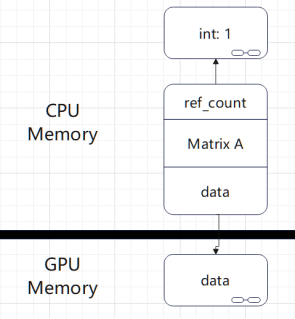 int: 1
ref_count
CPU
Memory
Matrix A
data
GPU
Memory
data